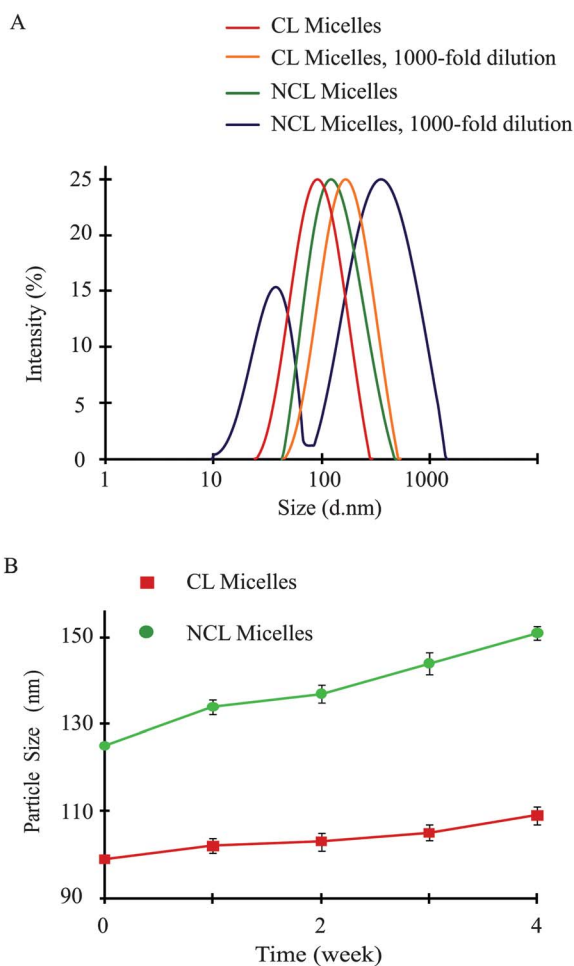 A
CL Micelles
CL Micelles, 1000-fold dilution
NCL Micelles
NCL Micelles, 1000-fold dilution
25
20
15
10
5
0
Intensity (%)
1 10 100 1000
Size (d.nm)
B
CL Micelles
NCL Micelles
150
130
110
90
Particle Size (nm)
0 2 4
Time (week)